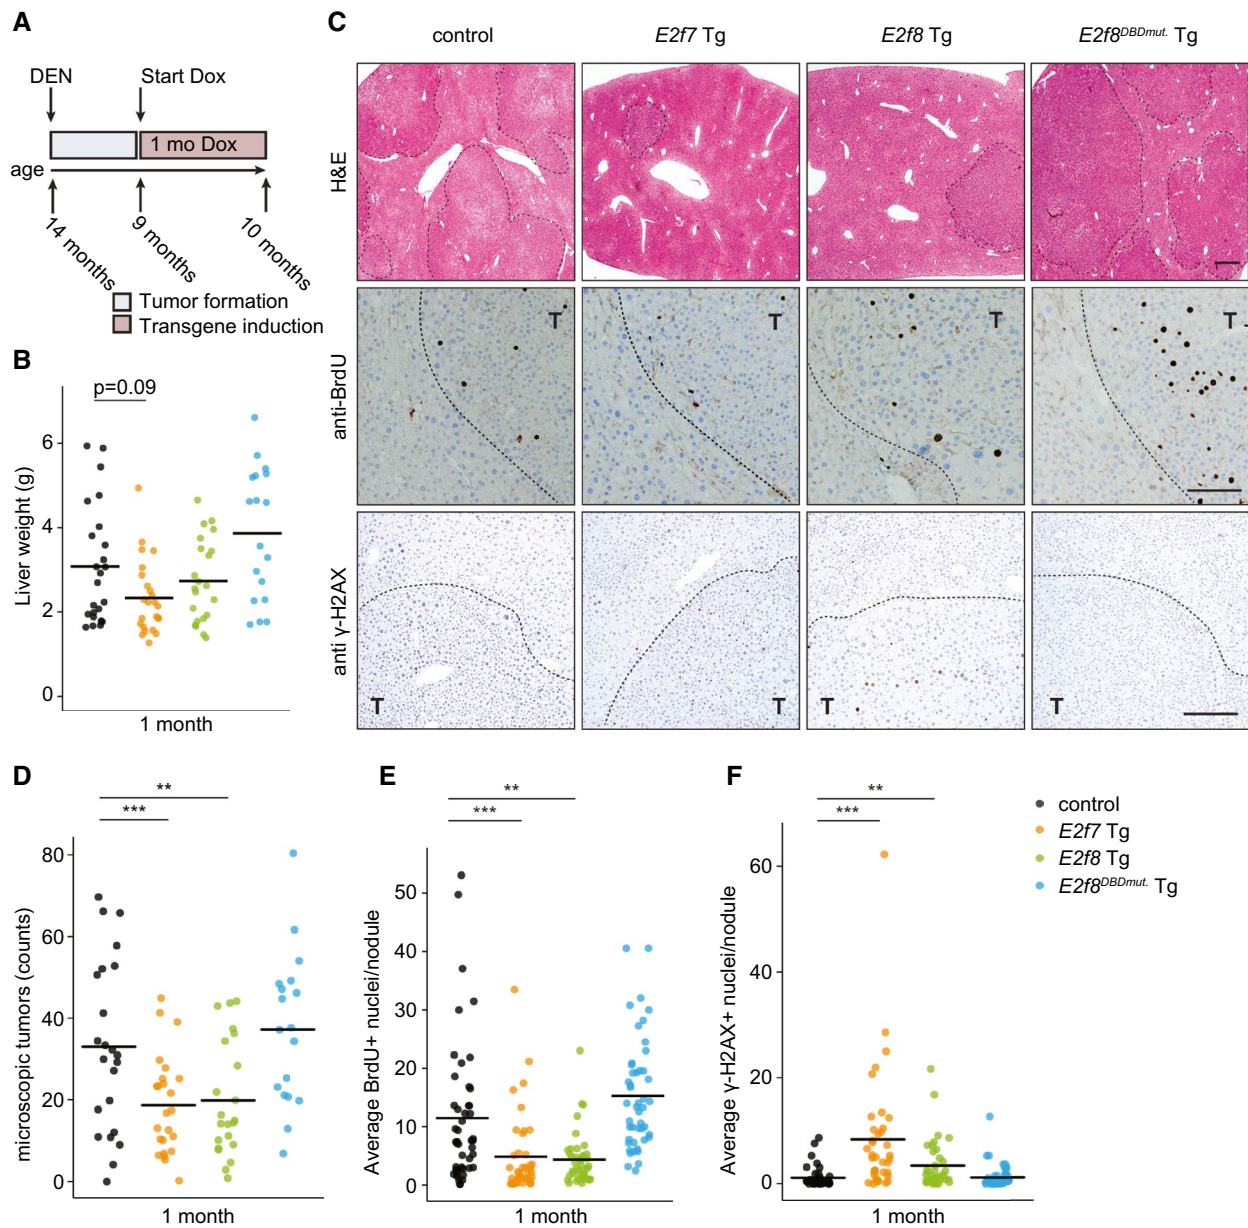 A
DEN
Start Dox
1 mo Dox
age
14 months
9 months
10 months
Tumor formation
Transgene induction
B
p=0.09
Liver weight (g)
6
4
2
0
1 month
C
control
E2f7 Tg
E2f8 Tg
E2f8DBDmut. Tg
H&E
anti-BrdU
T
T
T
T
anti γ-H2AX
T
T
T
T
D
**
***
microscopic tumors (counts)
80
60
40
20
0
1 month
E
**
***
Average BrdU+ nuclei/nodule
50
40
30
20
10
0
1 month
F
**
***
Average γ-H2AX+ nuclei/nodule
60
40
20
0
1 month
control
E2f7 Tg
E2f8 Tg
E2f8DBDmut. Tg